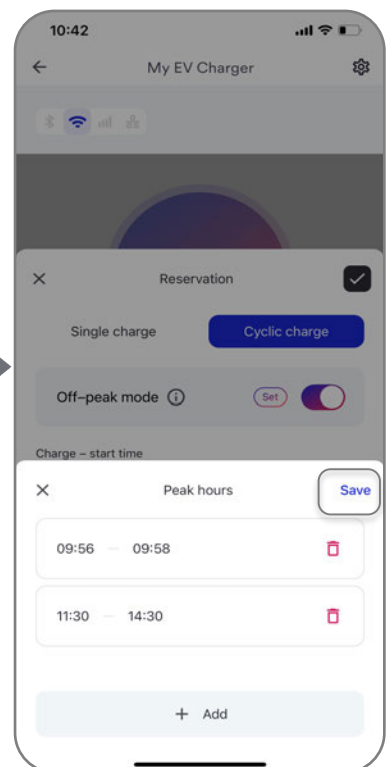 10:42
My EV Charger
Reservation
Single charge Cyclic charge
Off-peak mode Set
Charge – start time
Peak hours Save
09:56 — 09:58
11:30 — 14:30
+ Add